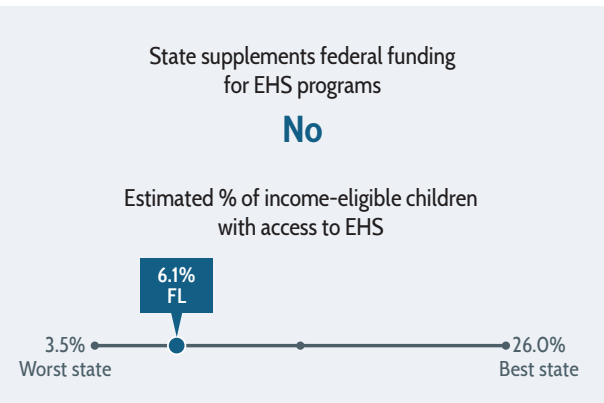 State supplements federal funding
for EHS programs
No
Estimated % of income-eligible children
with access to EHS
6.1%
FL
3.5%
Worst state
26.0%
Best state